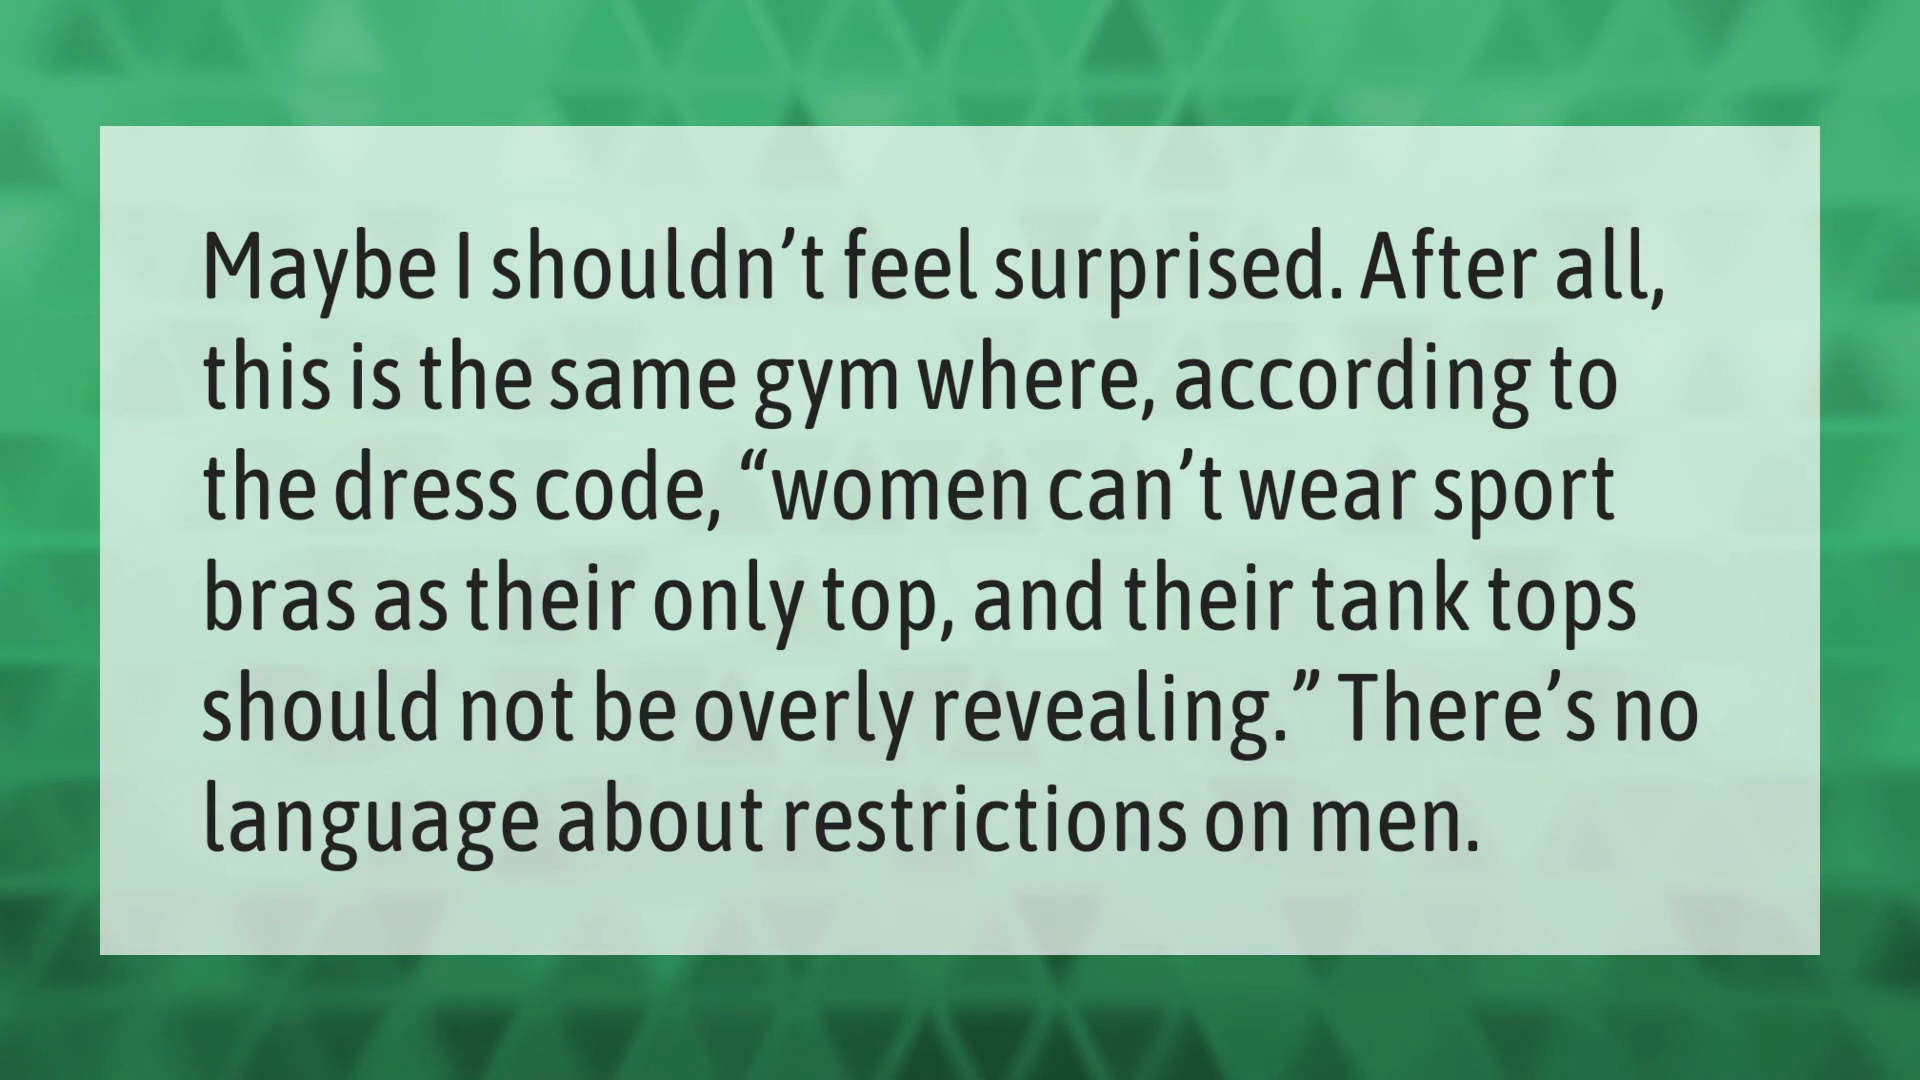 Maybe I shouldn’t feel surprised. After all,
this is the same gym where, according to
the dress code, “women can’t wear sport
bras as their only top, and their tank tops
should not be overly revealing.” There’s no
language about restrictions on men.